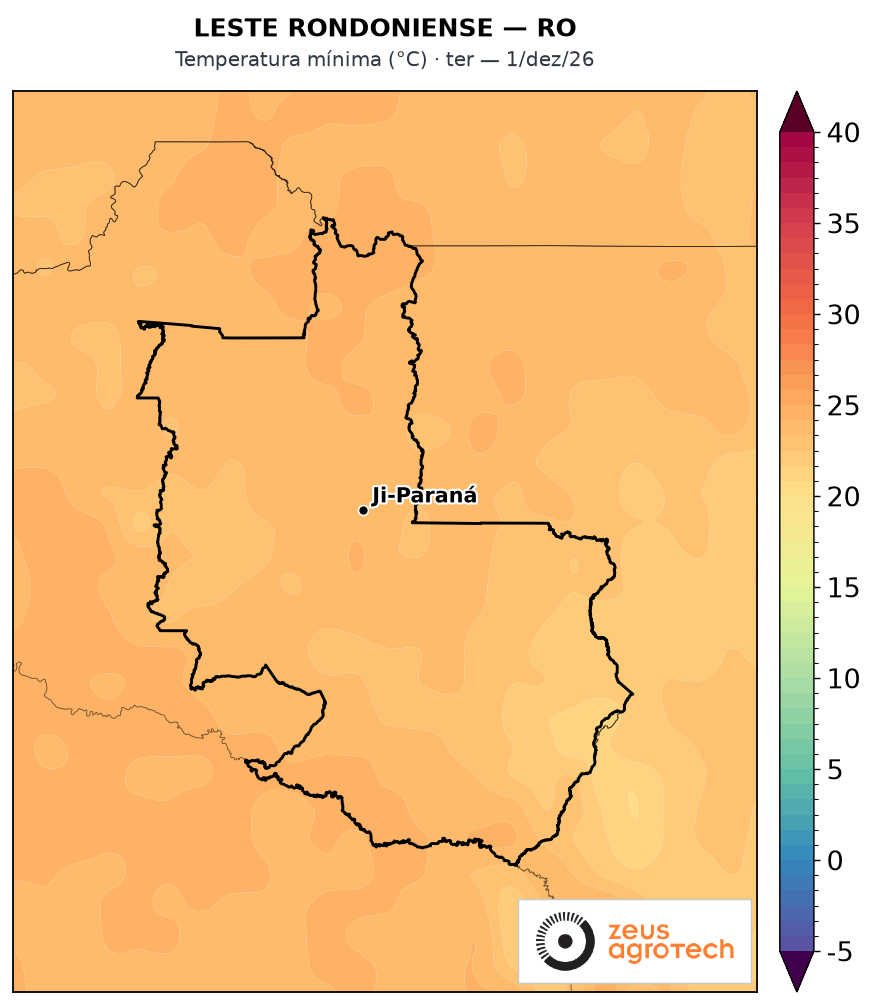 LESTE RONDONIENSE — RO
Temperatura mínima (°C) · ter — 1/dez/26
40
35
30
25
20
15
10
5
0
-5
Ji-Paraná
zeus
agrotech